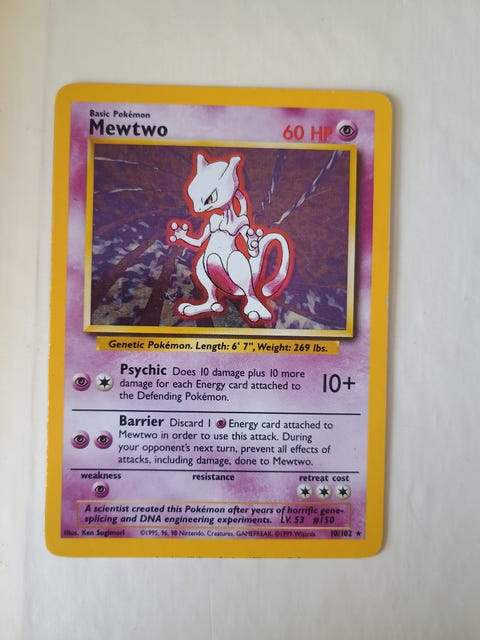 Basic Pokémon
Mewtwo 60 HP
Genetic Pokémon. Length: 6' 7", Weight: 269 lbs.
Psychic Does 10 damage plus 10 more
damage for each Energy card attached to
the Defending Pokémon.
10+
Barrier Discard 1 Energy card attached to
Mewtwo in order to use this attack. During
your opponent's next turn, prevent all effects of
attacks, including damage, done to Mewtwo.
weakness resistance retreat cost
A scientist created this Pokémon after years of horrific gene-
splicing and DNA engineering experiments. LV. 53 #150
Illus. Ken Sugimori ©1995, 96, 98 Nintendo, Creatures, GAMEFREAK. ©1999 Wizards. 10/102 ★